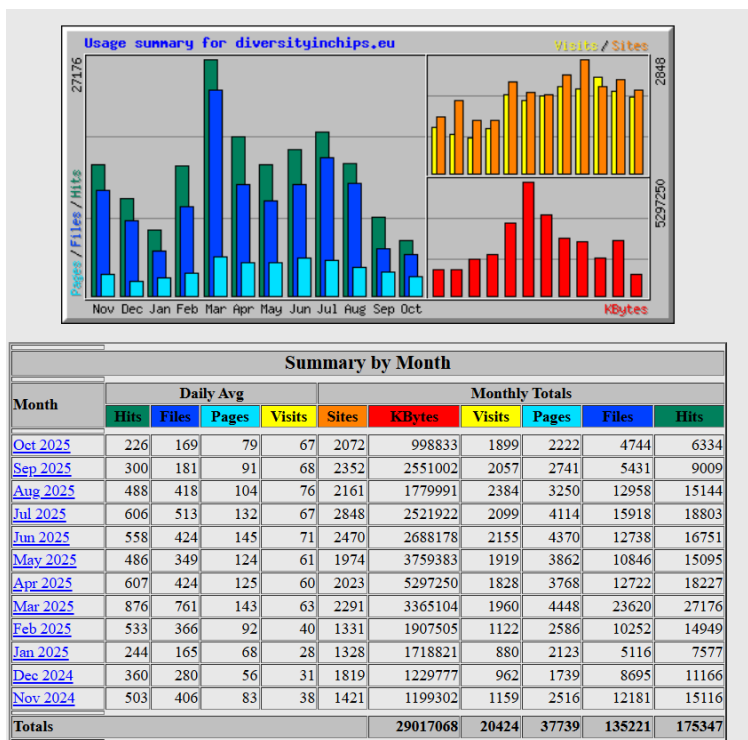 Usage summary for diversityinchips.eu
Visits / Sites
27176
2848
Pages / Files / Hits
5297250
Nov Dec Jan Feb Mar Apr May Jun Jul Aug Sep Oct
KBytes
Summary by Month
Month Daily Avg Monthly Totals
Hits Files Pages Visits Sites KBytes Visits Pages Files Hits
Oct 2025 226 169 79 67 2072 998833 1899 2222 4744 6334
Sep 2025 300 181 91 68 2352 2551002 2057 2741 5431 9009
Aug 2025 488 418 104 76 2161 1779991 2384 3250 12958 15144
Jul 2025 606 513 132 67 2848 2521922 2099 4114 15918 18803
Jun 2025 558 424 145 71 2470 2688178 2155 4370 12738 16751
May 2025 486 349 124 61 1974 3759383 1919 3862 10846 15095
Apr 2025 607 424 125 60 2023 5297250 1828 3768 12722 18227
Mar 2025 876 761 143 63 2291 3365104 1960 4448 23620 27176
Feb 2025 533 366 92 40 1331 1907505 1122 2586 10252 14949
Jan 2025 244 165 68 28 1328 1718821 880 2123 5116 7577
Dec 2024 360 280 56 31 1819 1229777 962 1739 8695 11166
Nov 2024 503 406 83 38 1421 1199302 1159 2516 12181 15116
Totals 29017068 20424 37739 135221 175347